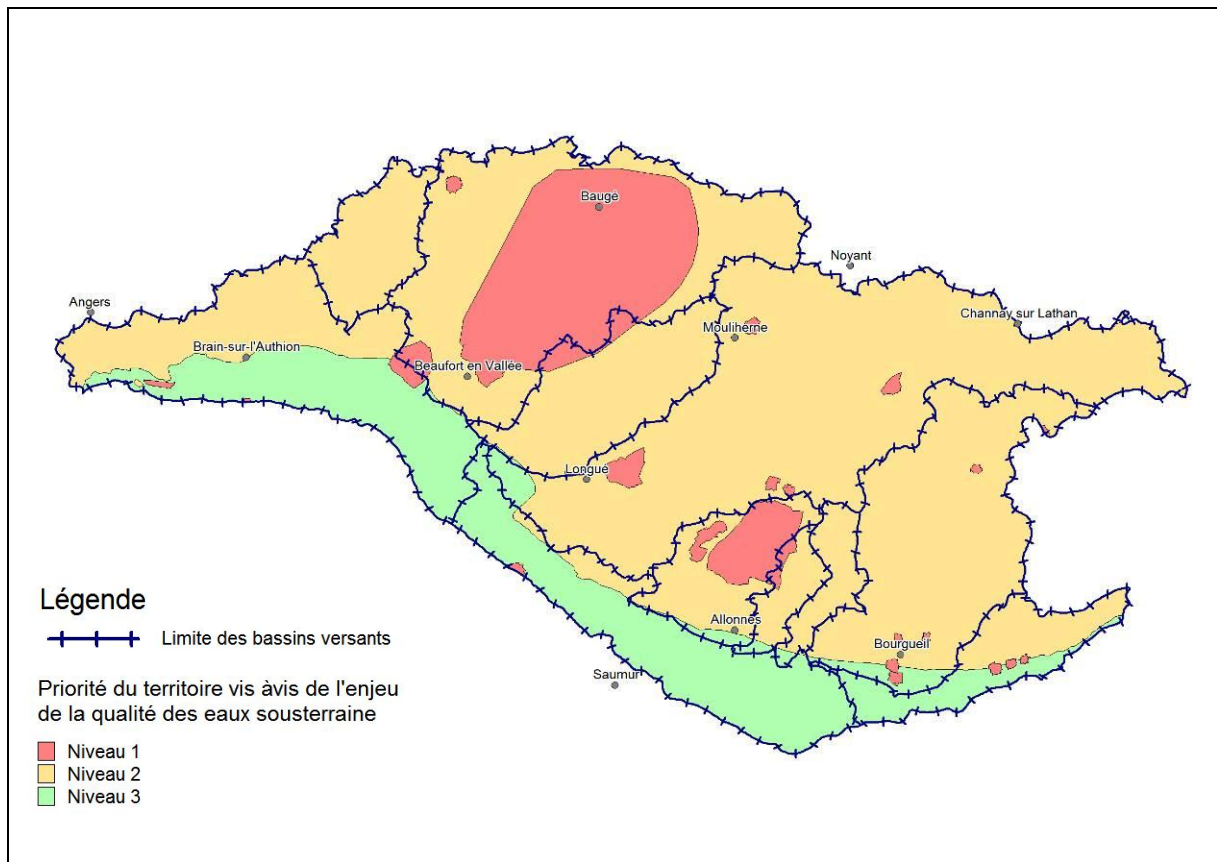 Baugé
Noyant
Angers
Channay sur Lathan
Mouliherne
Brain-sur-l'Authion
Beaufort en Vallée
Longué
Allonnes
Bourgueil
Saumur
Légende
Limite des bassins versants
Priorité du territoire vis àvis de l'enjeu
de la qualité des eaux sousterraine
Niveau 1
Niveau 2
Niveau 3